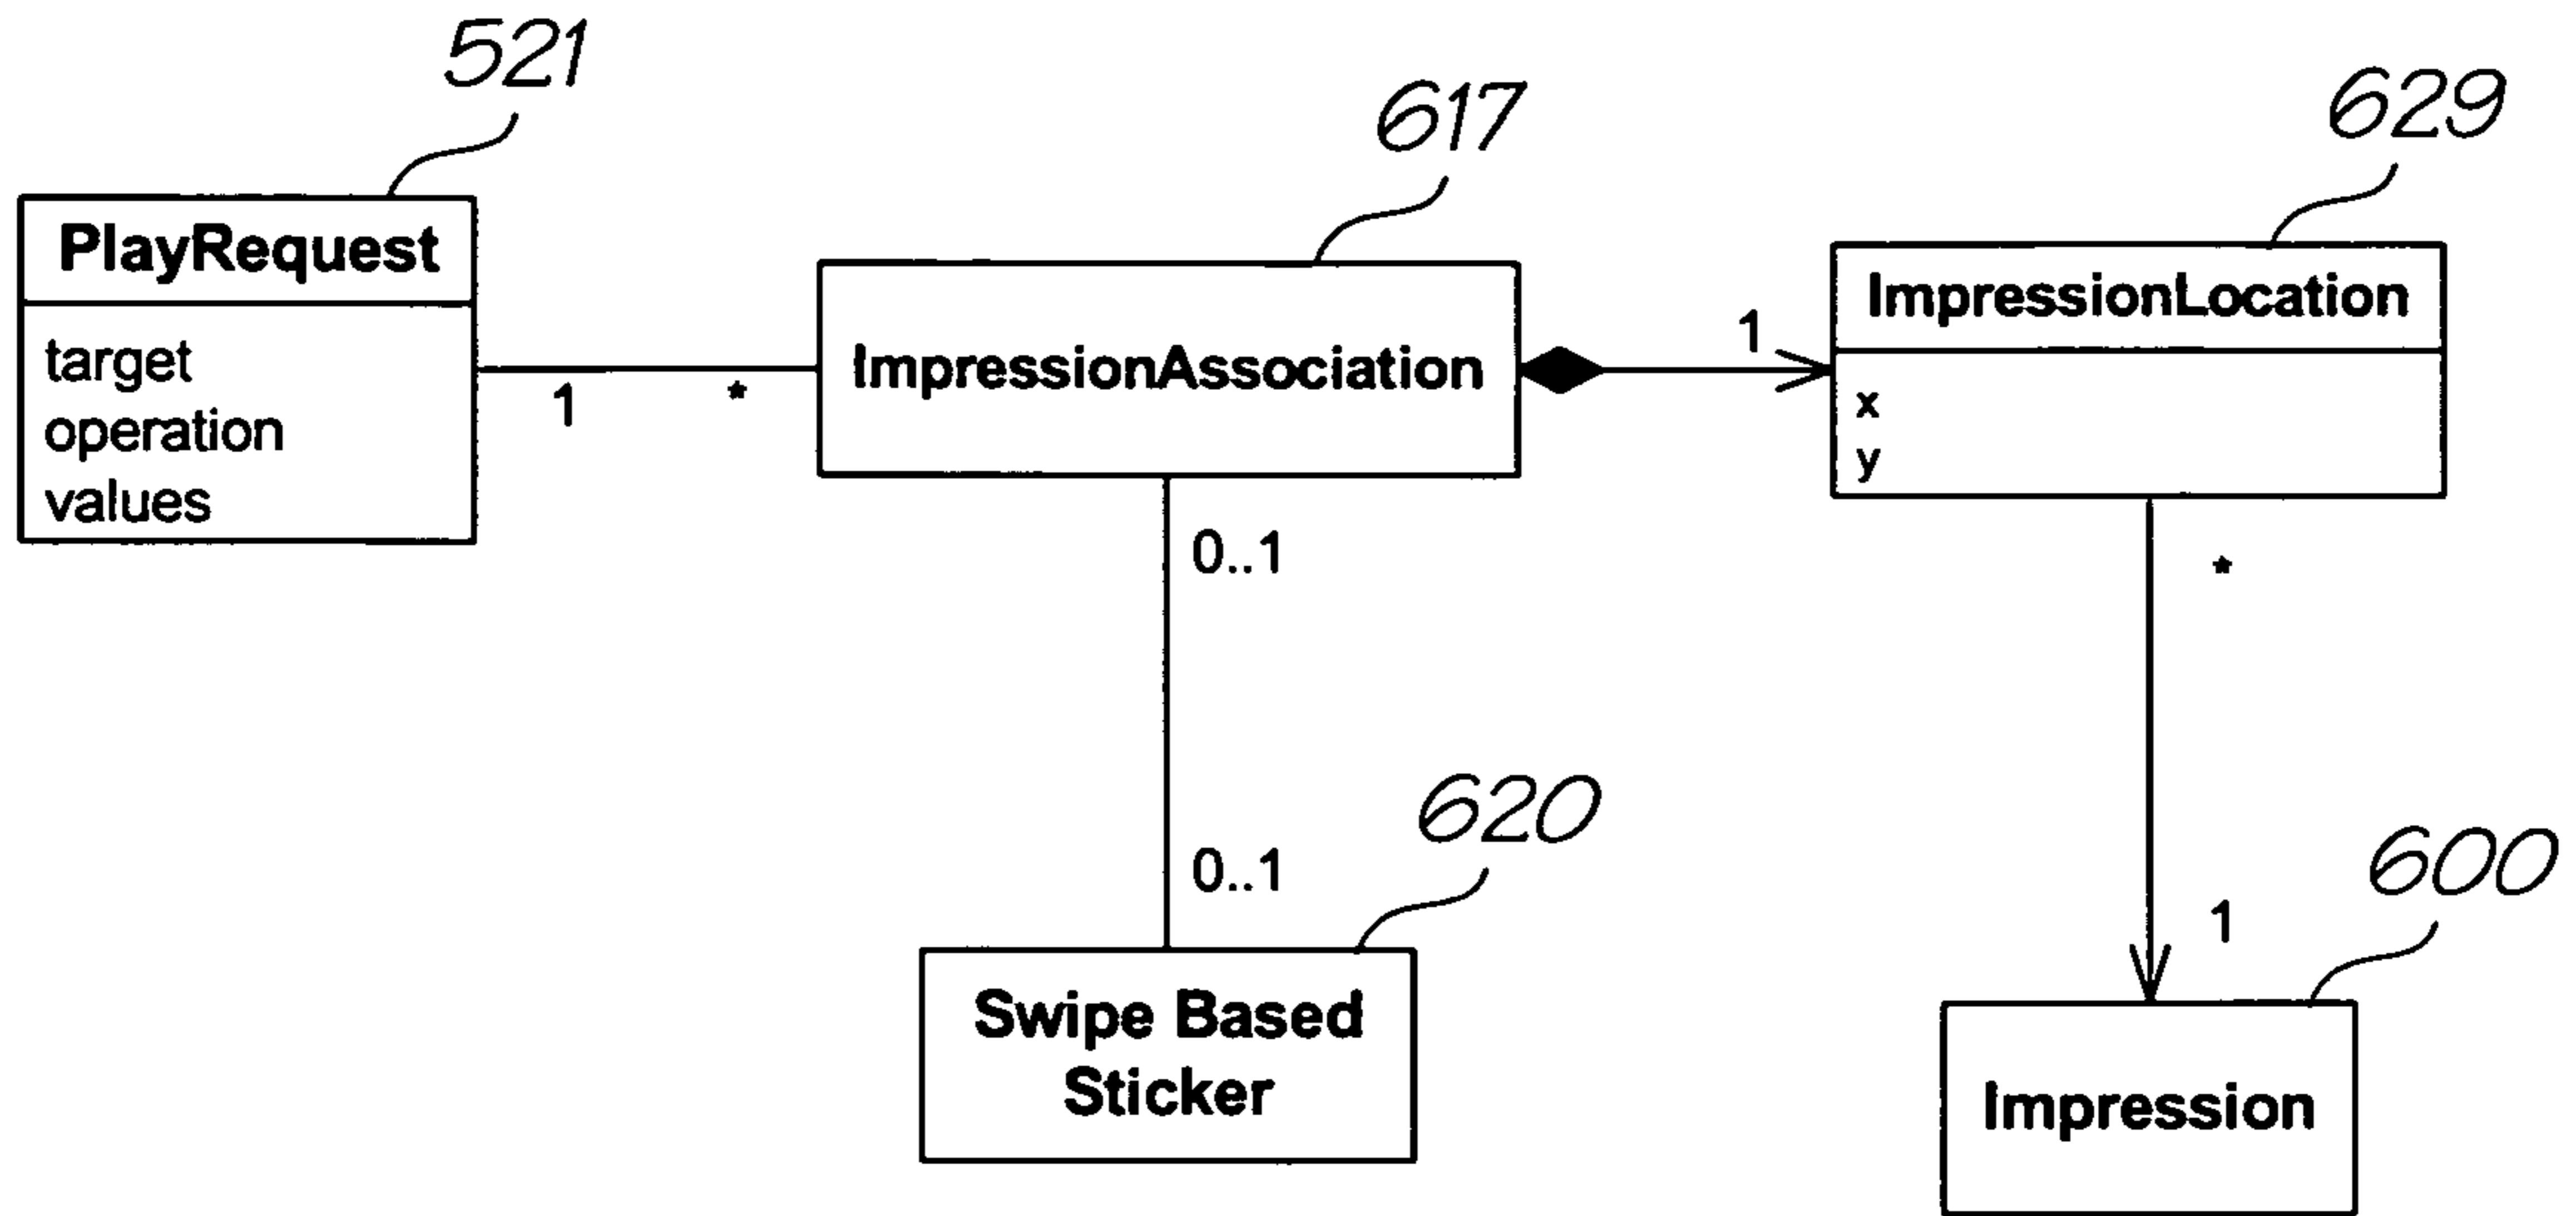 521
617
629
PlayRequest
target
operation
values
1
*
ImpressionAssociation
1
ImpressionLocation
x
y
0..1
0..1
*
1
620
600
Swipe Based
Sticker
Impression